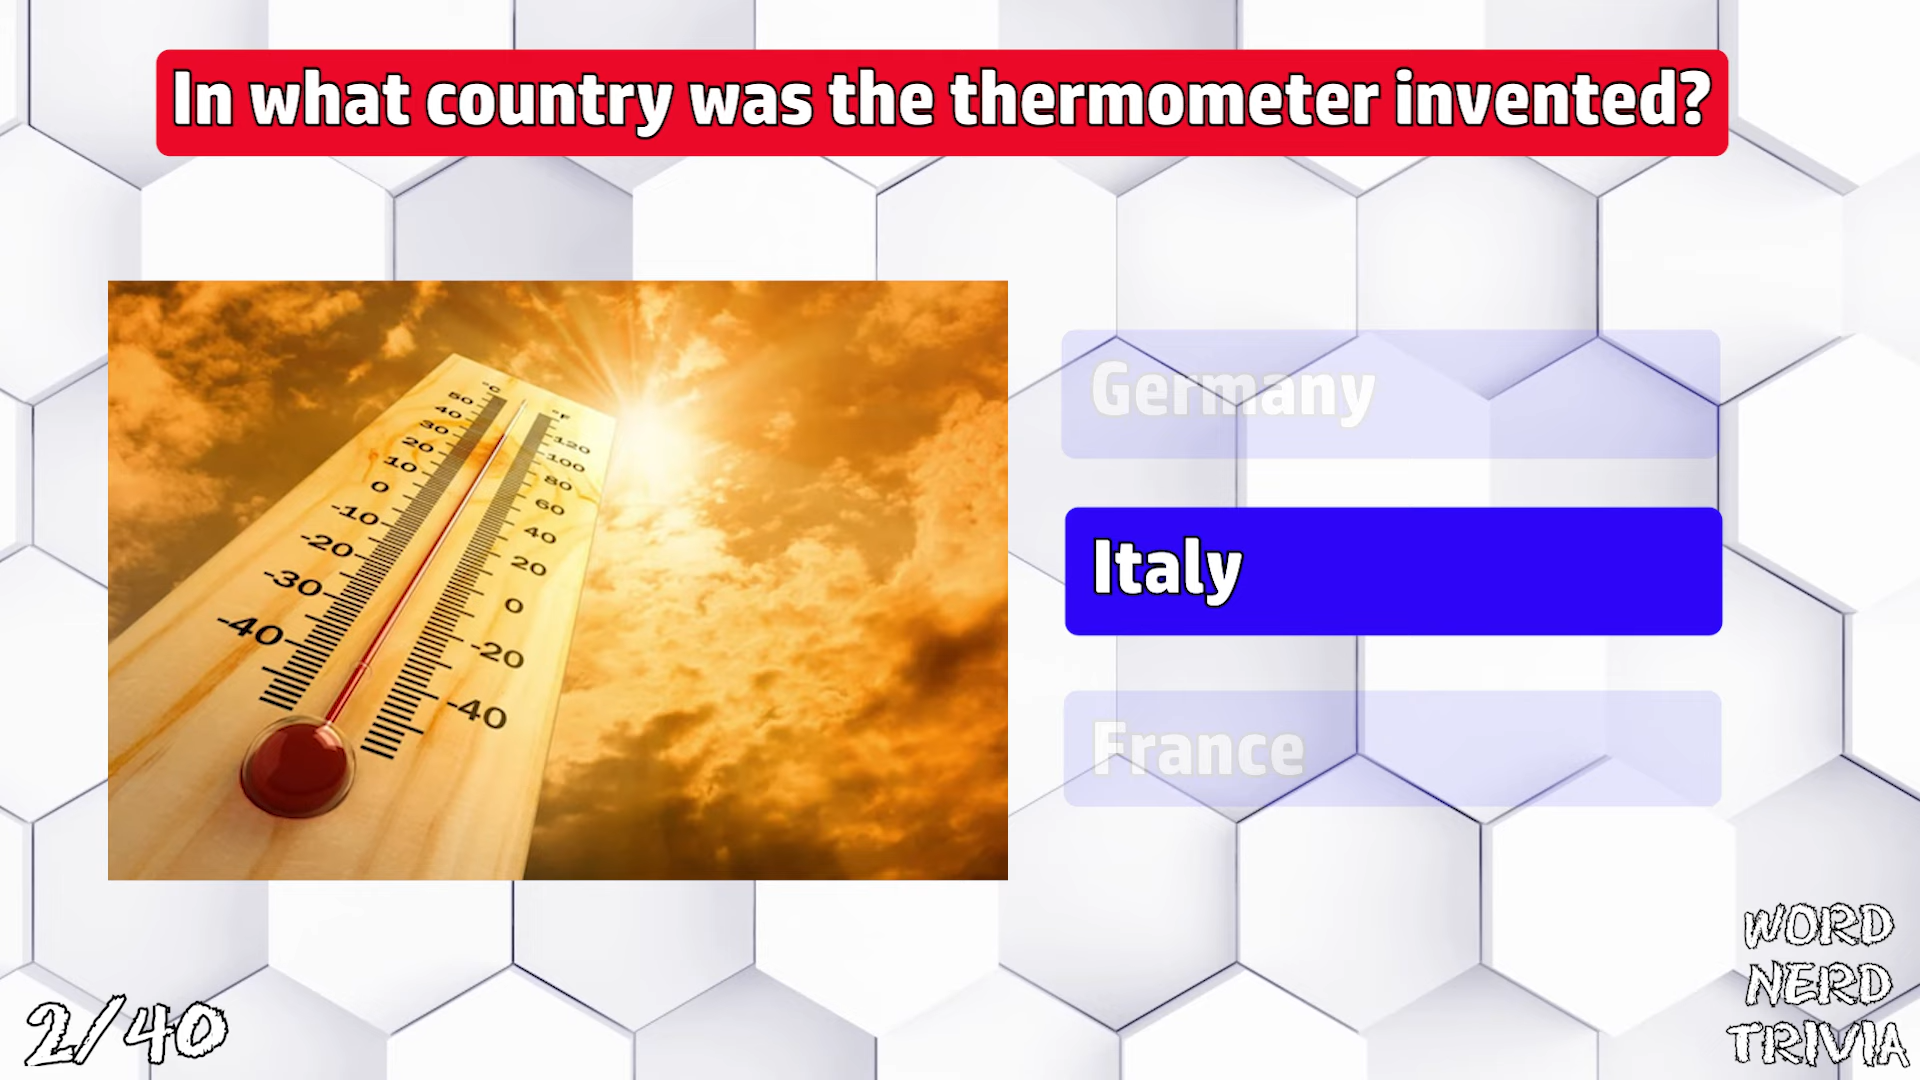 In what country was the thermometer invented?
°C
50
40
30
20
10
0
-10
-20
-30
-40
°F
120
100
80
60
40
20
0
-20
-40
Germany
Italy
France
2/40
WORD
NERD
TRIVIA